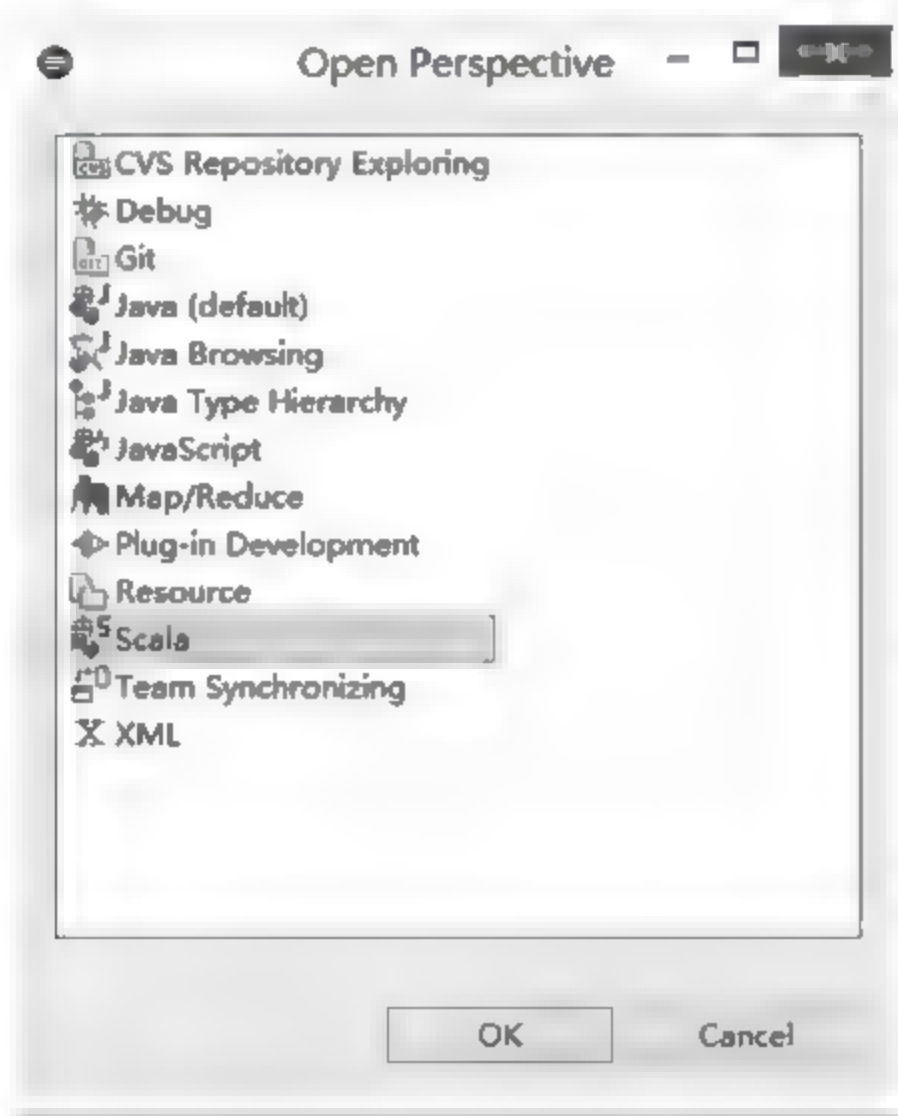 Open Perspective
CVS Repository Exploring
Debug
Git
Java (default)
Java Browsing
Java Type Hierarchy
JavaScript
Map/Reduce
Plug-in Development
Resource
Scala
Team Synchronizing
XML
OK Cancel